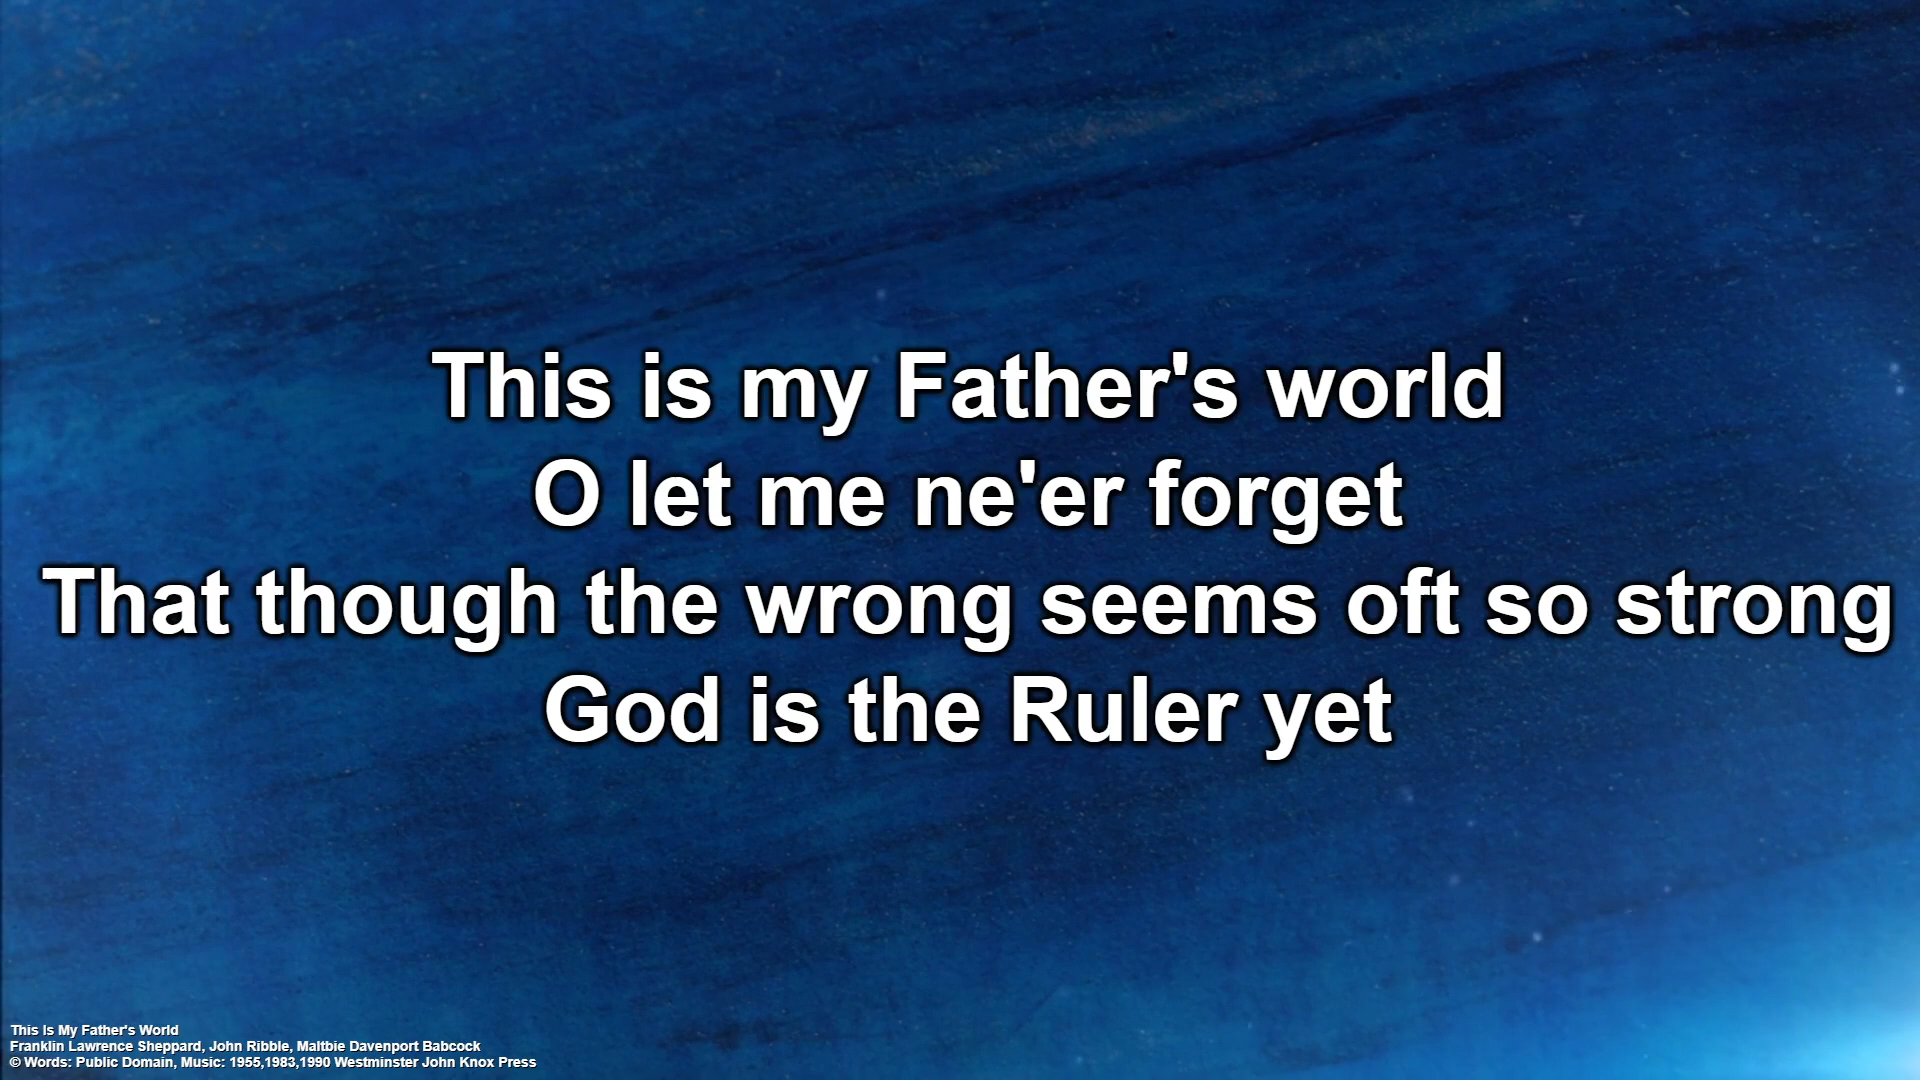 This is my Father's world
O let me ne'er forget
That though the wrong seems oft so strong
God is the Ruler yet
This Is My Father's World
Franklin Lawrence Sheppard, John Ribble, Maltbie Davenport Babcock
© Words: Public Domain, Music: 1955,1983,1990 Westminster John Knox Press